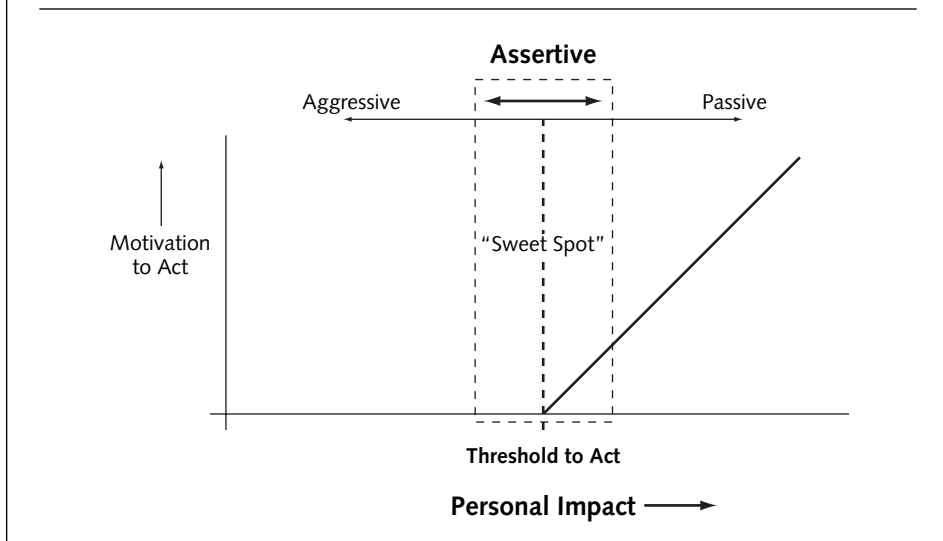 Assertive
Aggressive
Passive
Motivation
to Act
“Sweet Spot”
Threshold to Act
Personal Impact